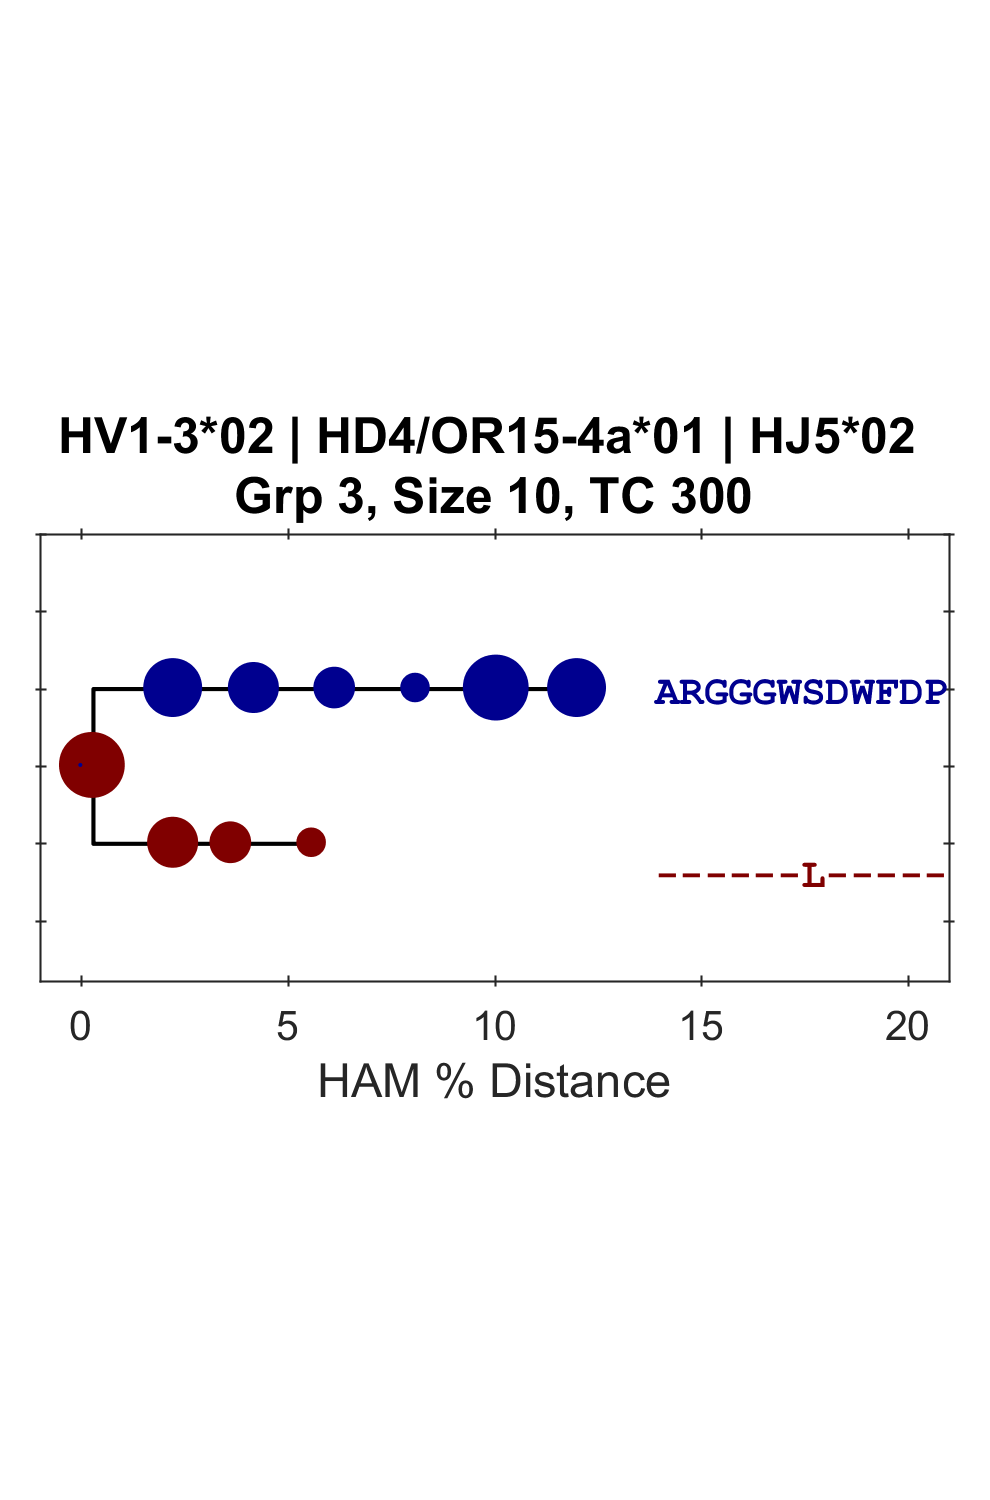 HV1-3*02 | HD4/OR15-4a*01 | HJ5*02
Grp 3, Size 10, TC 300
ARGGGWSDWFDP
------L-----
0 5 10 15 20
HAM % Distance